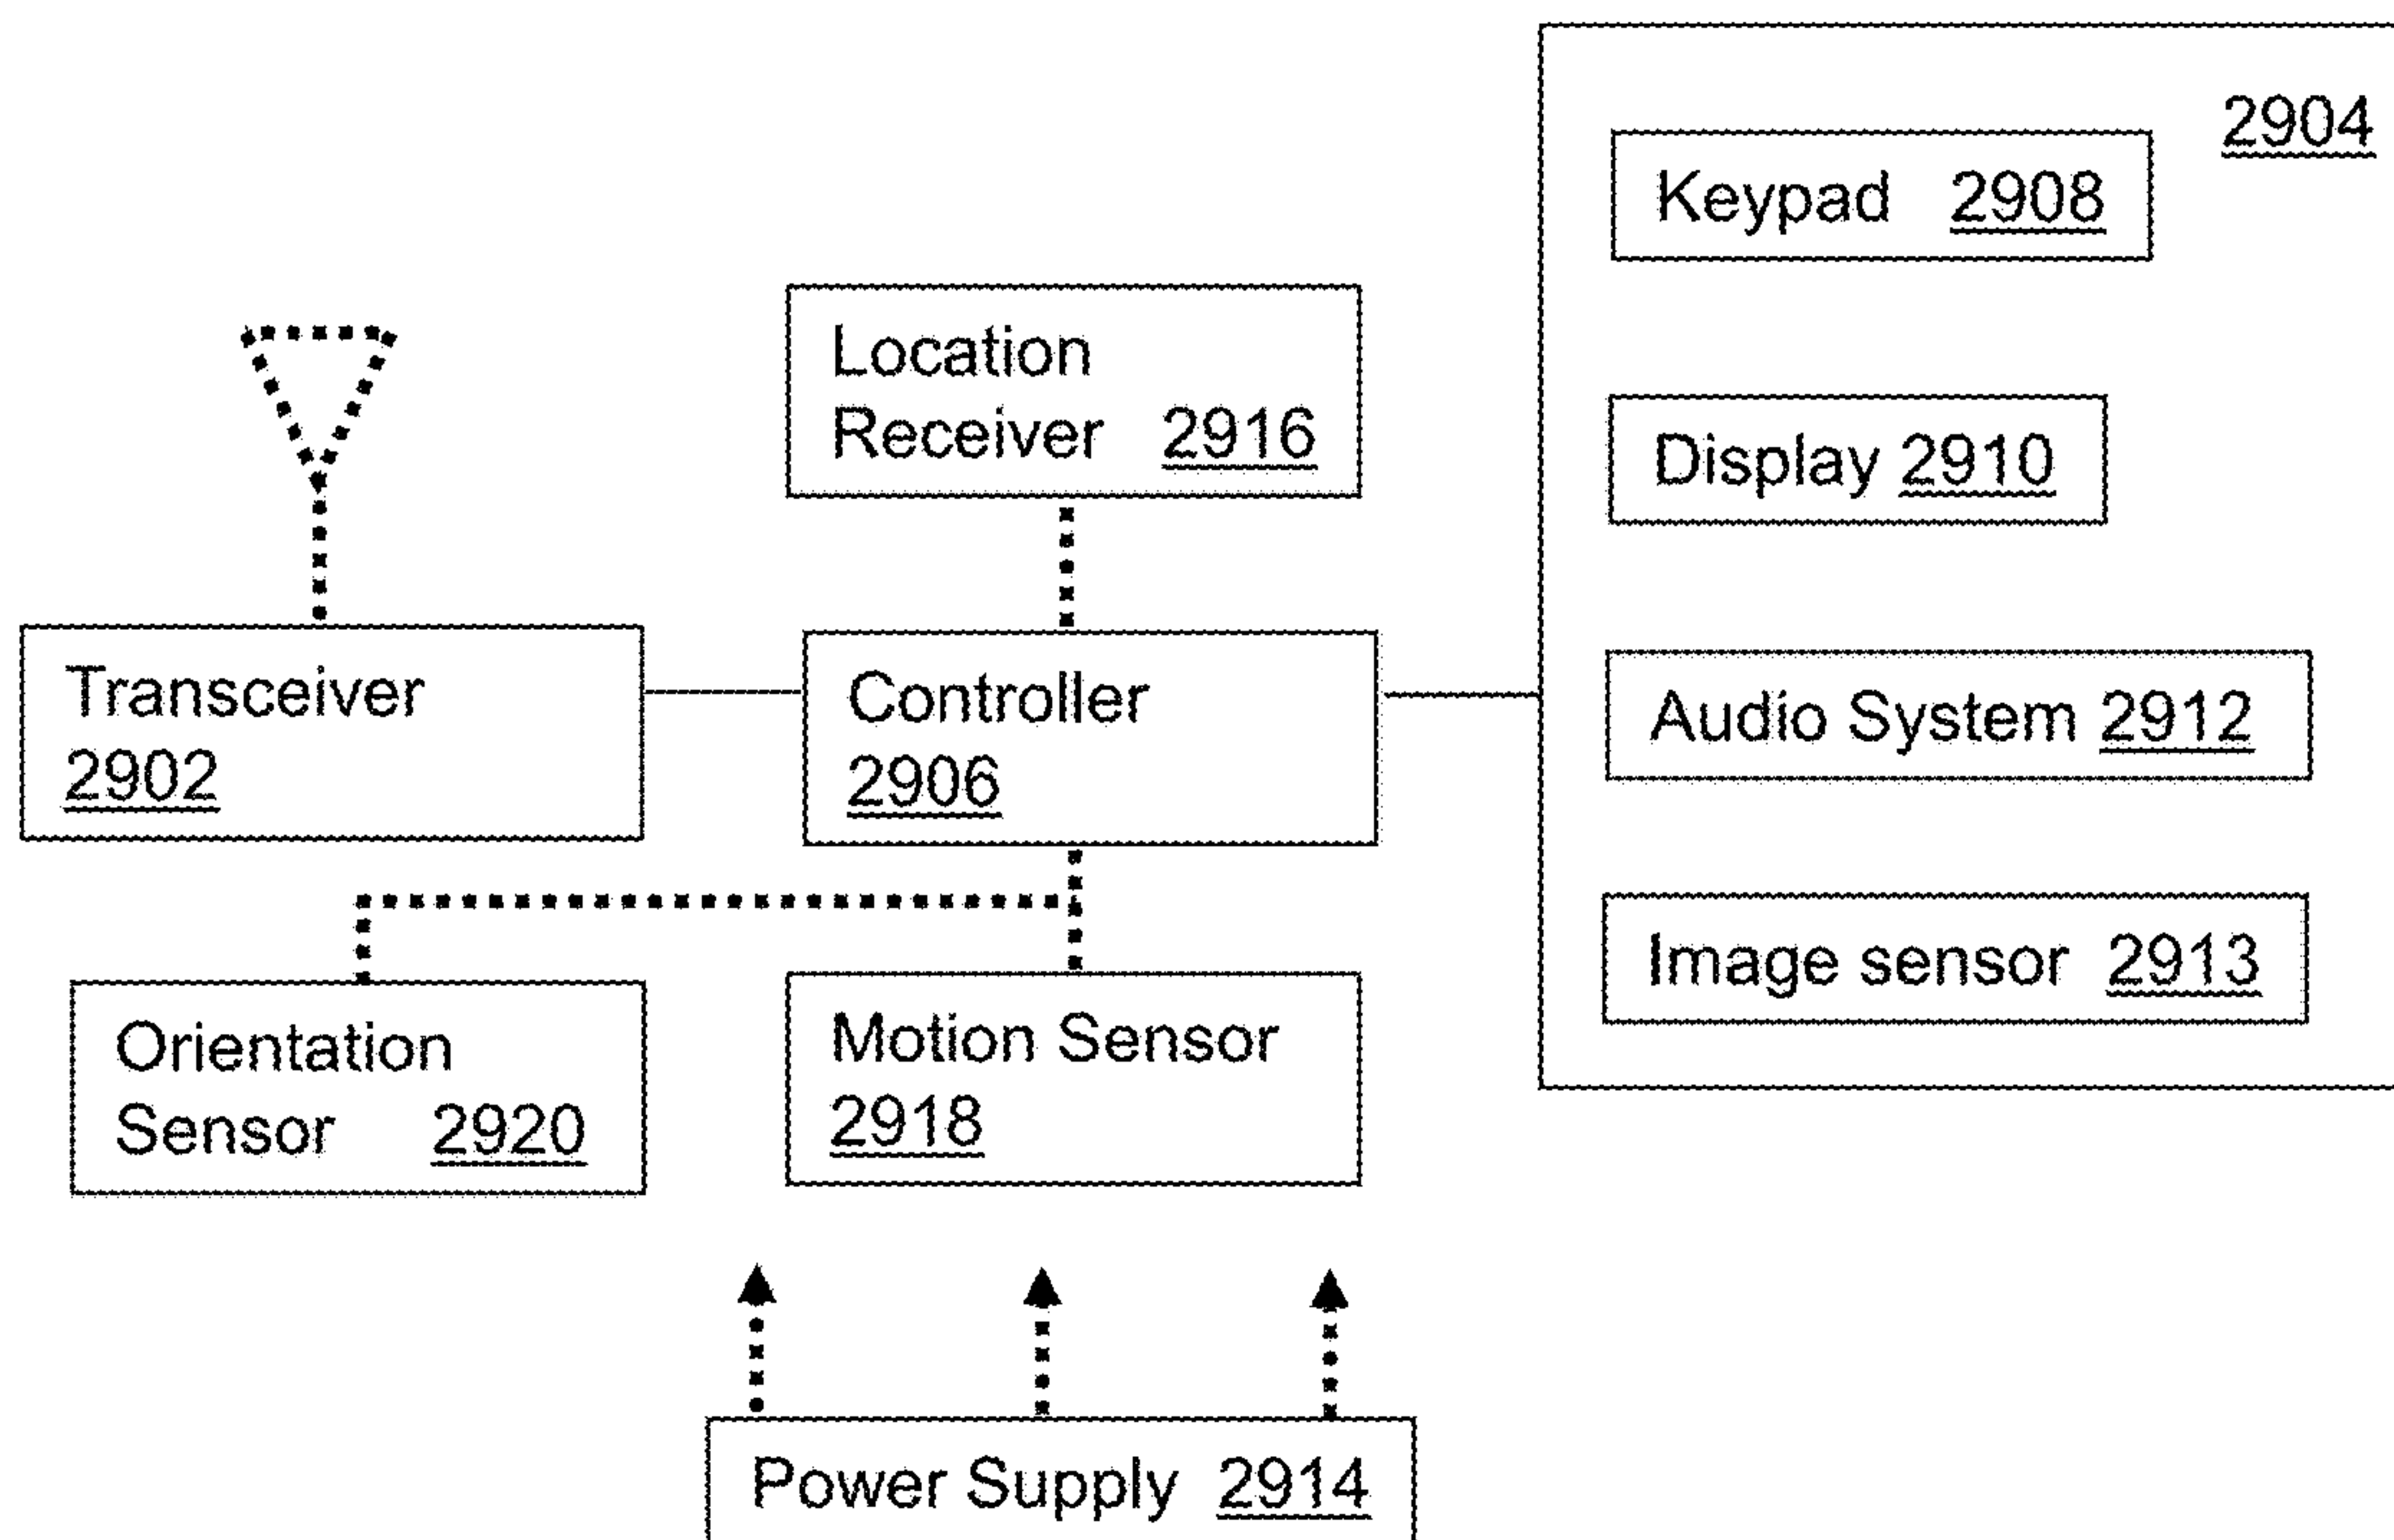 2904
Keypad 2908
Location
Receiver 2916
Display 2910
Transceiver
2902
Controller
2906
Audio System 2912
Image sensor 2913
Orientation
Sensor 2920
Motion Sensor
2918
Power Supply 2914